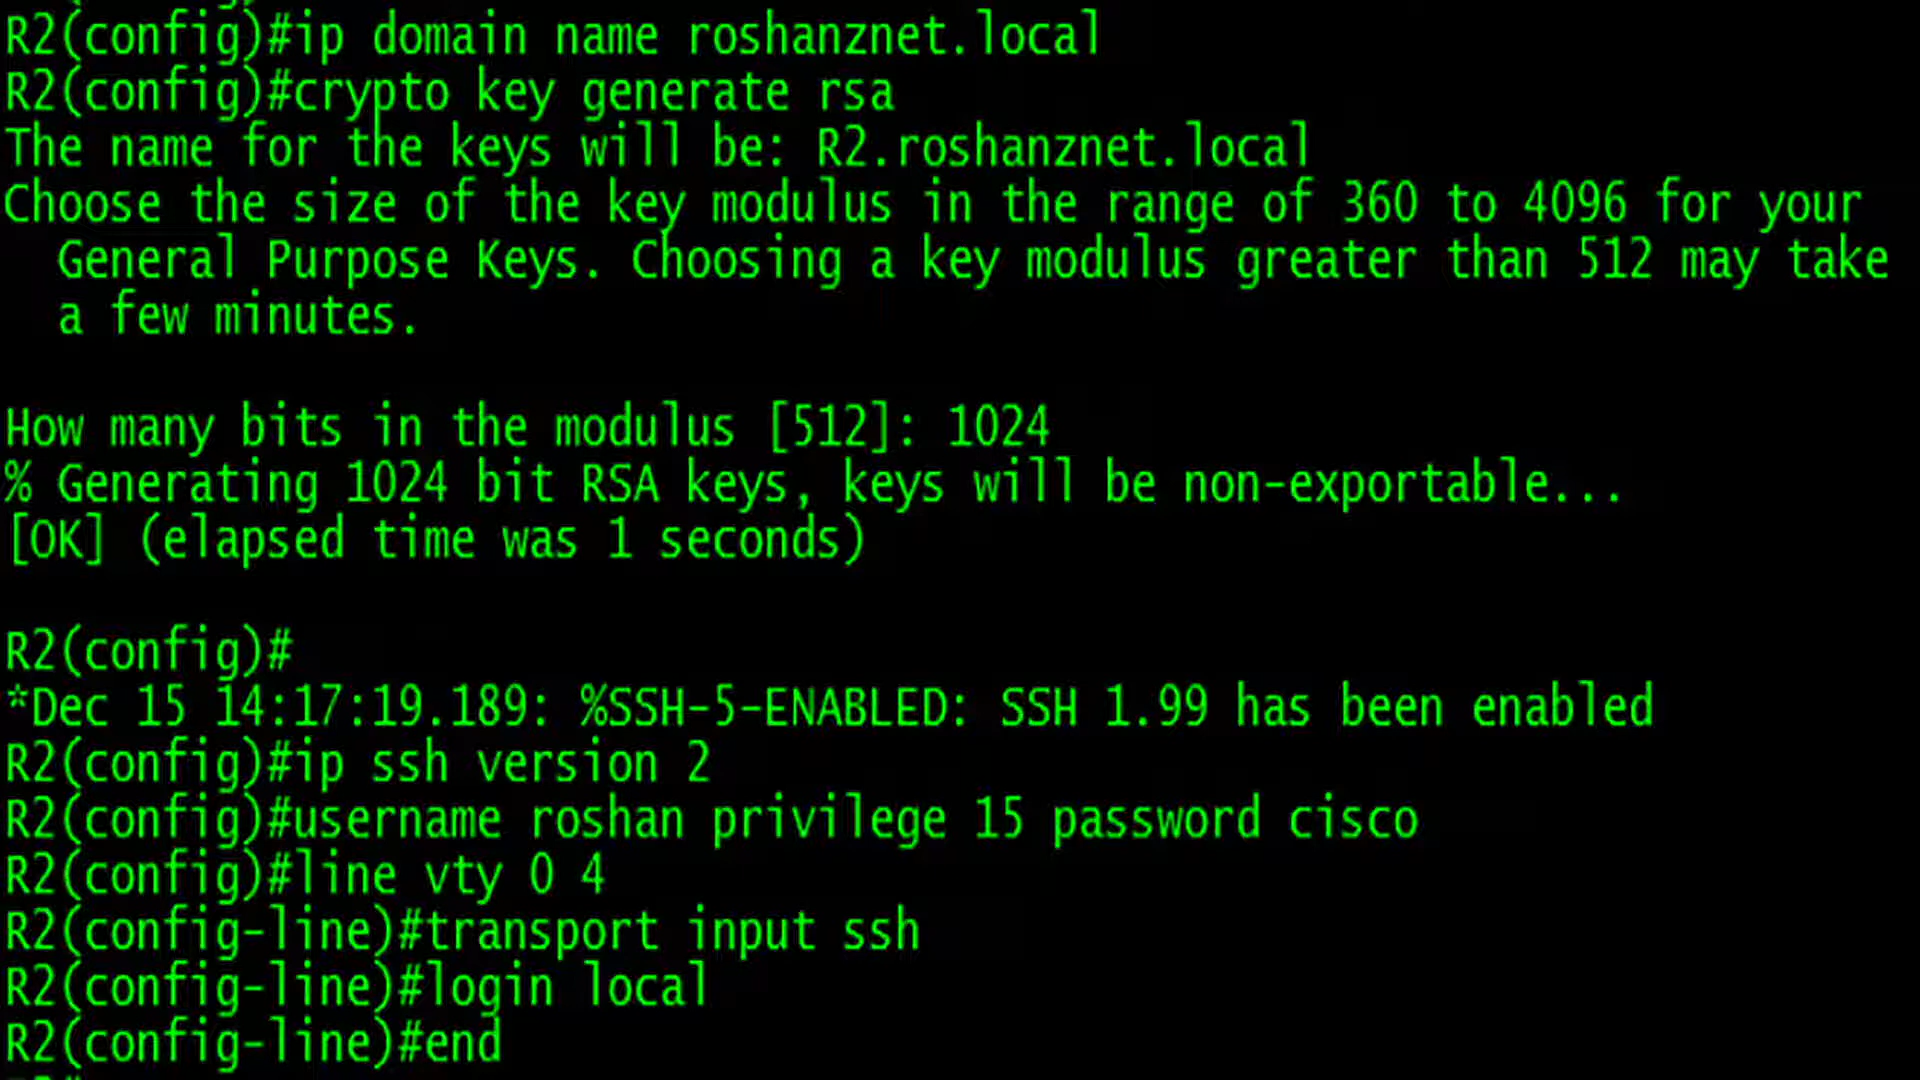 R2(config)#ip domain name roshanznet.local
R2(config)#crypto key generate rsa
The name for the keys will be: R2.roshanznet.local
Choose the size of the key modulus in the range of 360 to 4096 for your
General Purpose Keys. Choosing a key modulus greater than 512 may take
a few minutes.
How many bits in the modulus [512]: 1024
% Generating 1024 bit RSA keys, keys will be non-exportable...
[OK] (elapsed time was 1 seconds)
R2(config)#
*Dec 15 14:17:19.189: %SSH-5-ENABLED: SSH 1.99 has been enabled
R2(config)#ip ssh version 2
R2(config)#username roshan privilege 15 password cisco
R2(config)#line vty 0 4
R2(config-line)#transport input ssh
R2(config-line)#login local
R2(config-line)#end